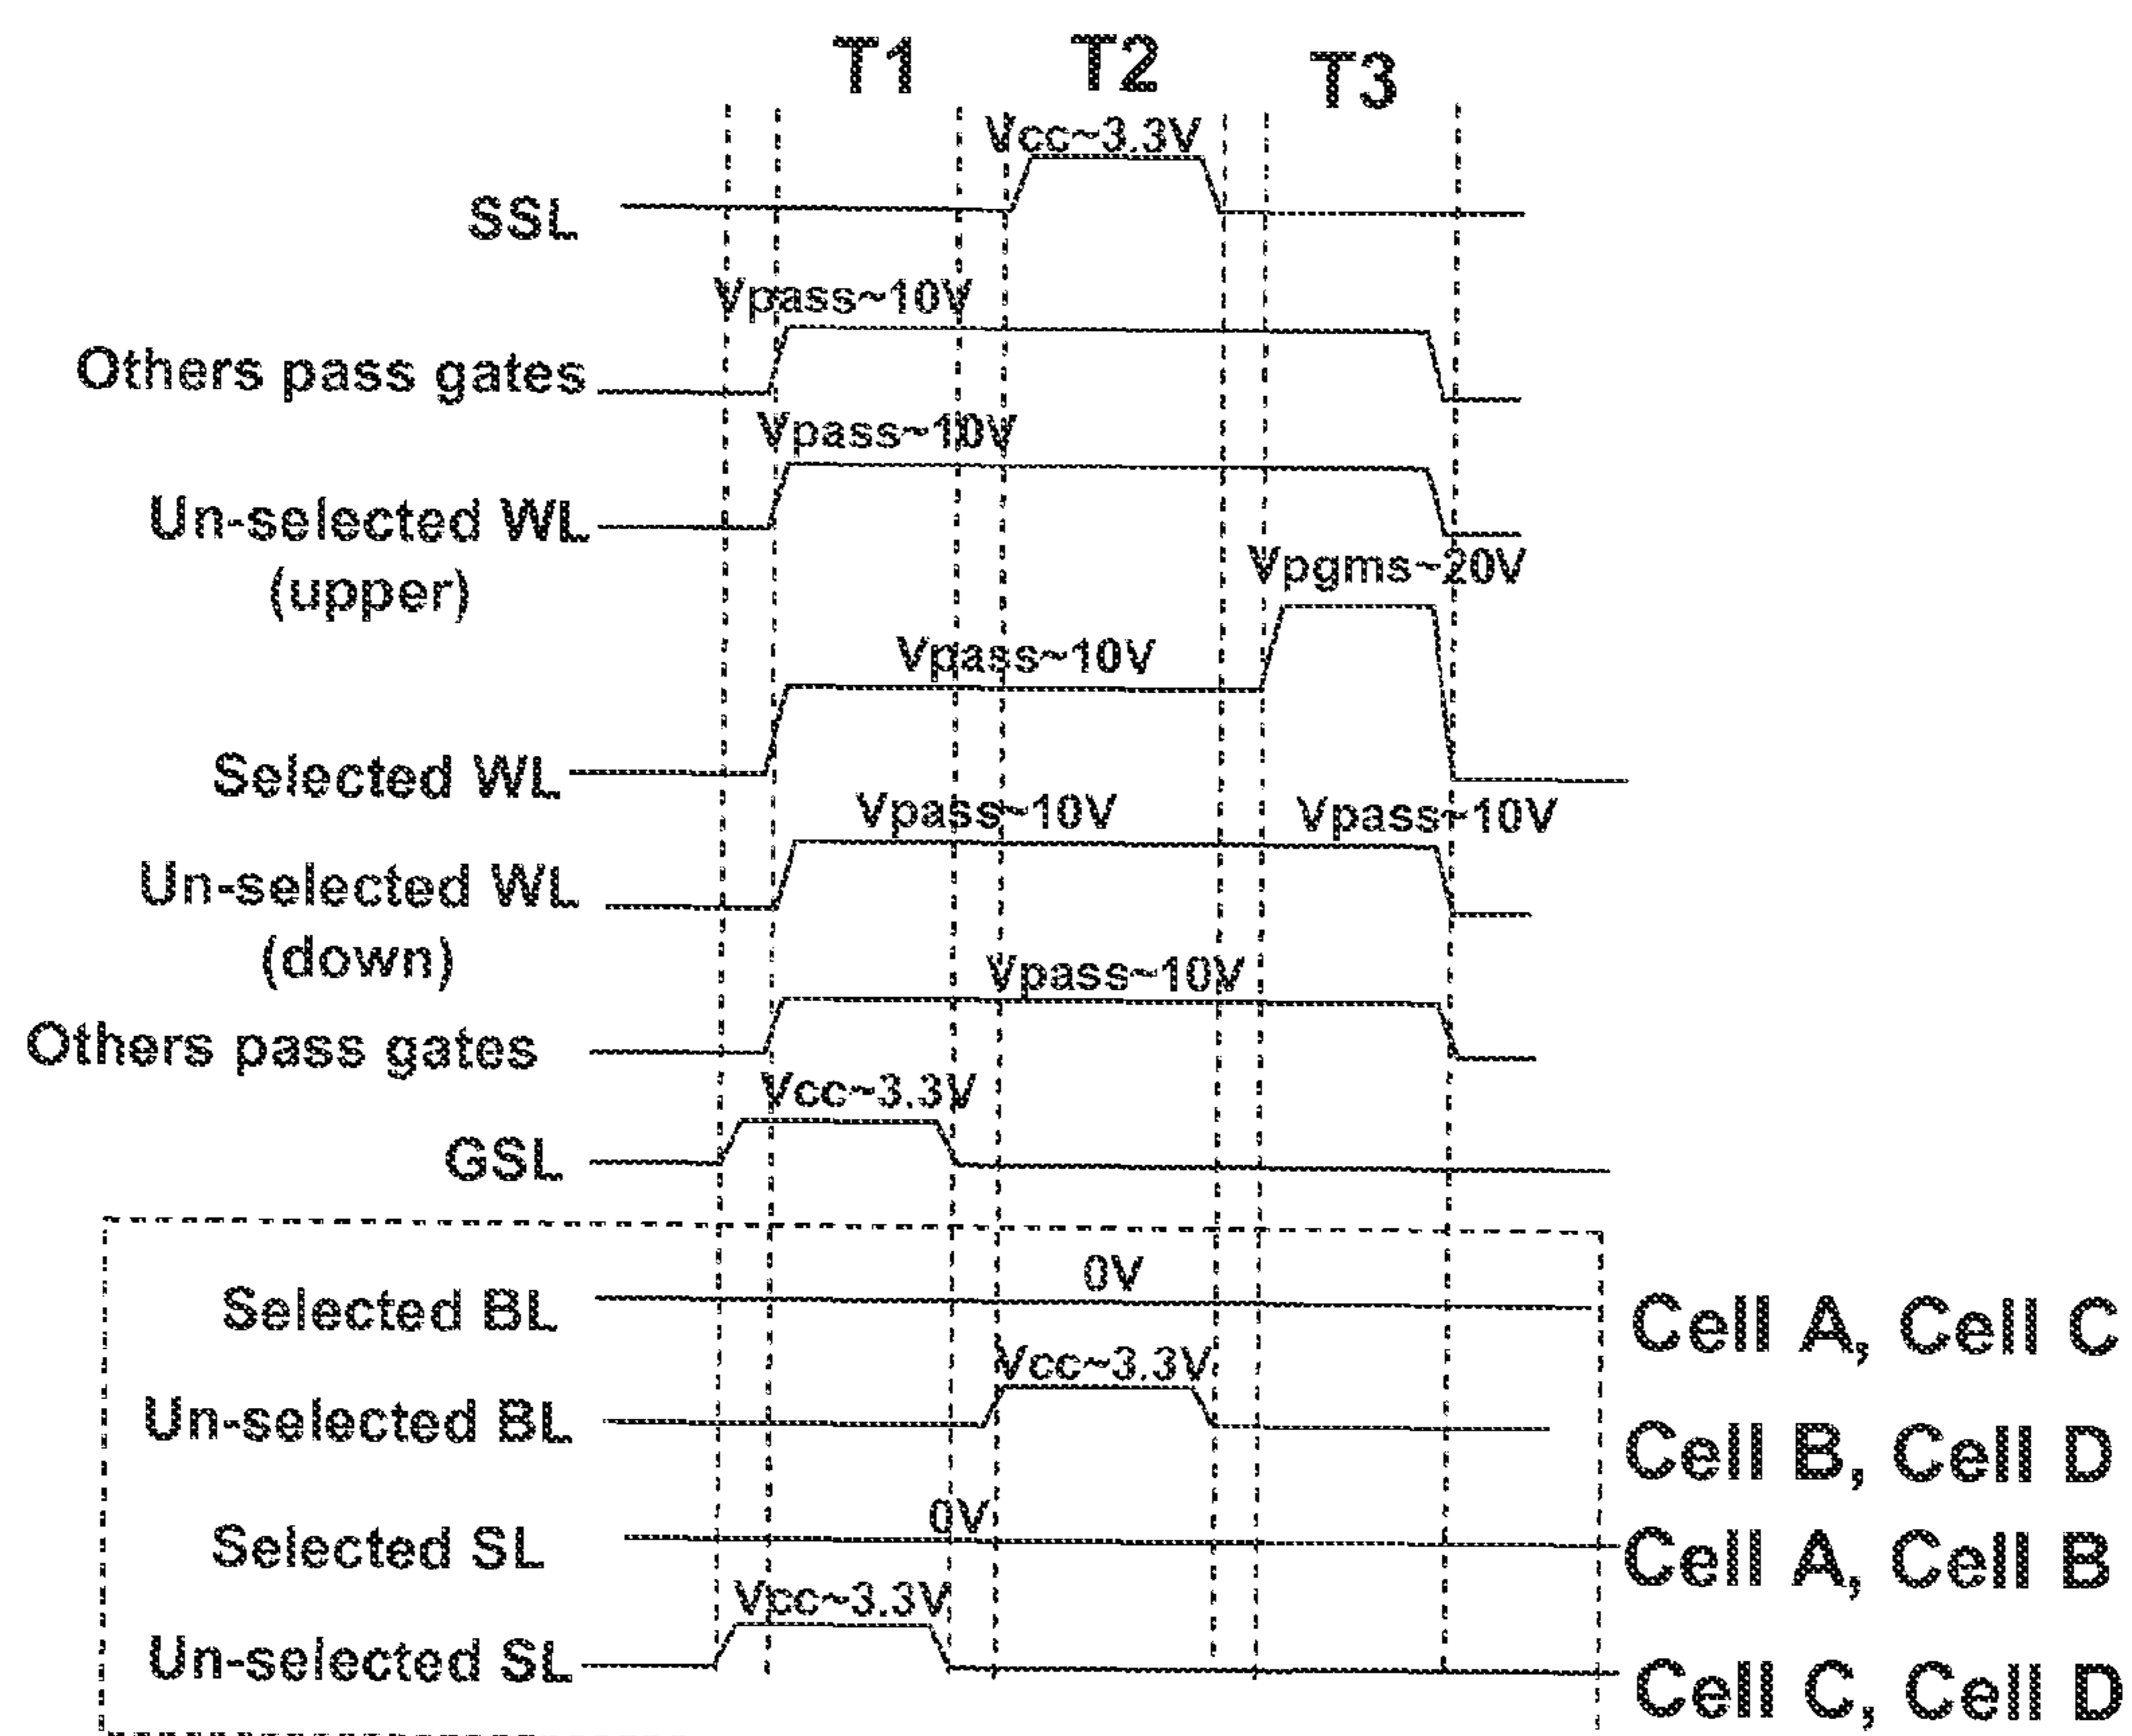 T1 T2 T3
Vcc~3.3V
SSL
Vpass~10V
Others pass gates
Vpass~10V
Un-selected WL
(upper)
Vpgms~20V
Vpass~10V
Selected WL
Vpass~10V Vpass~10V
Un-selected WL
(down)
Vpass~10V
Others pass gates
Vcc~3.3V
GSL
0V
Selected BL Cell A, Cell C
Vcc~3.3V
Un-selected BL Cell B, Cell D
0V
Selected SL Cell A, Cell B
Vcc~3.3V
Un-selected SL Cell C, Cell D